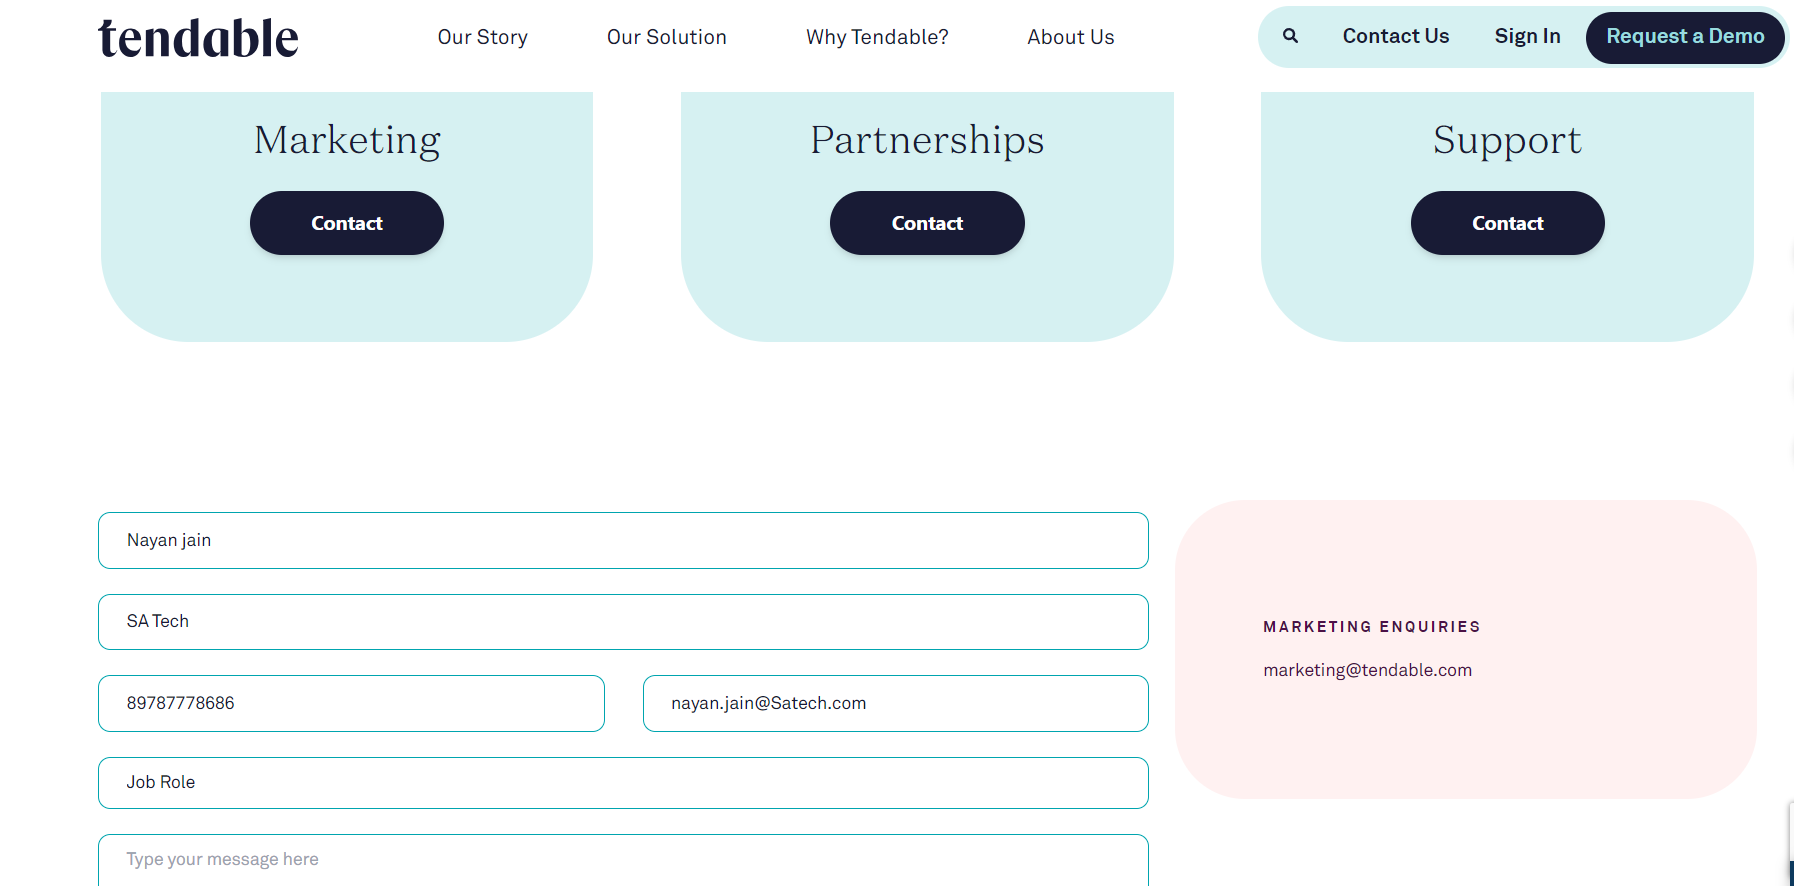 tendable Our Story Our Solution Why Tendable? About Us Contact Us Sign In Request a Demo
Marketing Partnerships Support
Contact Contact Contact
Nayan jain
SA Tech
MARKETING ENQUIRIES
marketing@tendable.com
89787778686 nayan.jain@Satech.com
Job Role
Type your message here